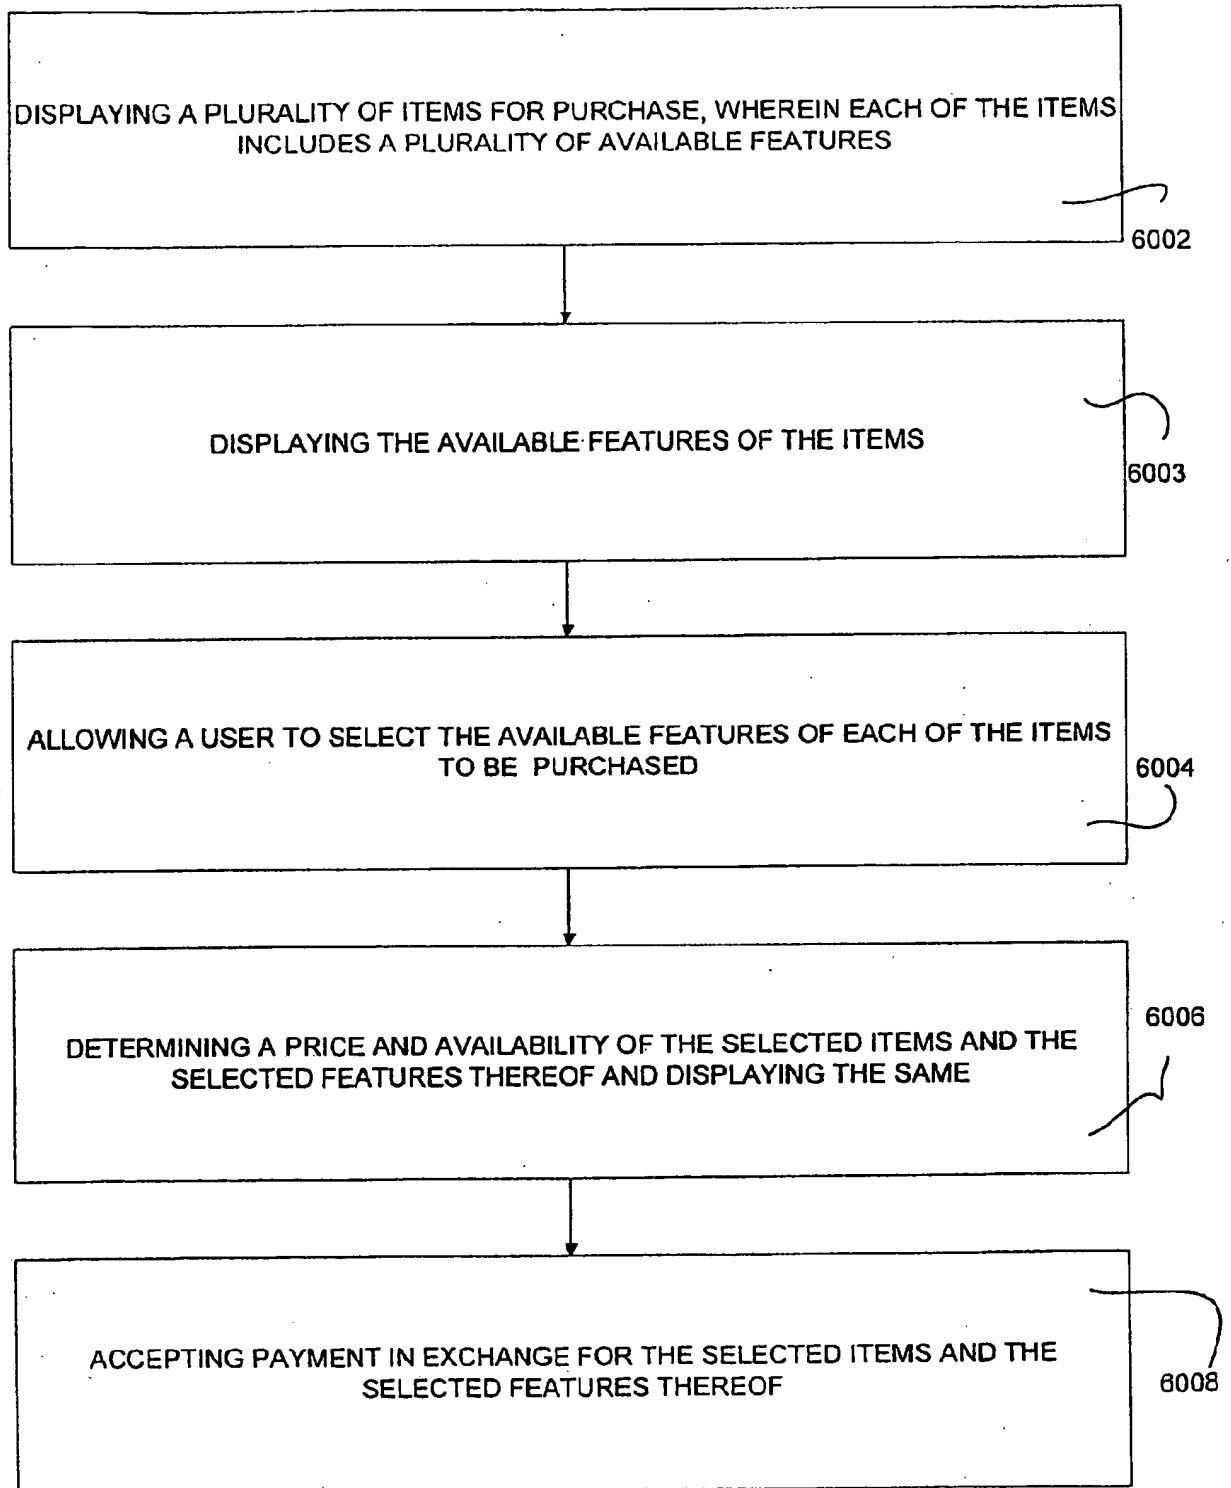 DISPLAYING A PLURALITY OF ITEMS FOR PURCHASE, WHEREIN EACH OF THE ITEMS
INCLUDES A PLURALITY OF AVAILABLE FEATURES
6002
DISPLAYING THE AVAILABLE FEATURES OF THE ITEMS
6003
ALLOWING A USER TO SELECT THE AVAILABLE FEATURES OF EACH OF THE ITEMS
TO BE PURCHASED
6004
DETERMINING A PRICE AND AVAILABILITY OF THE SELECTED ITEMS AND THE
SELECTED FEATURES THEREOF AND DISPLAYING THE SAME
6006
ACCEPTING PAYMENT IN EXCHANGE FOR THE SELECTED ITEMS AND THE
SELECTED FEATURES THEREOF
6008